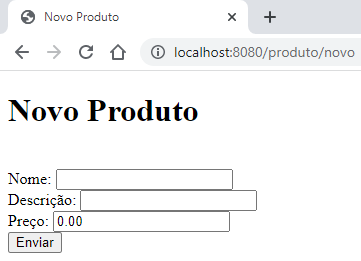 Novo Produto
localhost:8080/produto/novo
Novo Produto
Nome:
Descrição:
Preço: 0.00
Enviar